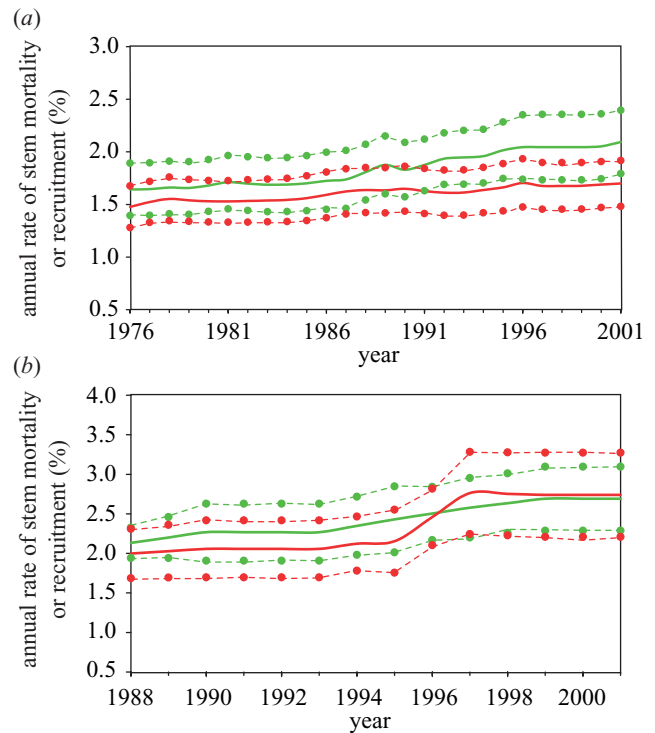 (a)
annual rate of stem mortality
or recruitment (%)
3.0
2.5
2.0
1.5
1.0
0.5
1976 1981 1986 1991 1996 2001
year
(b)
annual rate of stem mortality
or recruitment (%)
4.0
3.5
3.0
2.5
2.0
1.5
1.0
0.5
1988 1990 1992 1994 1996 1998 2000
year